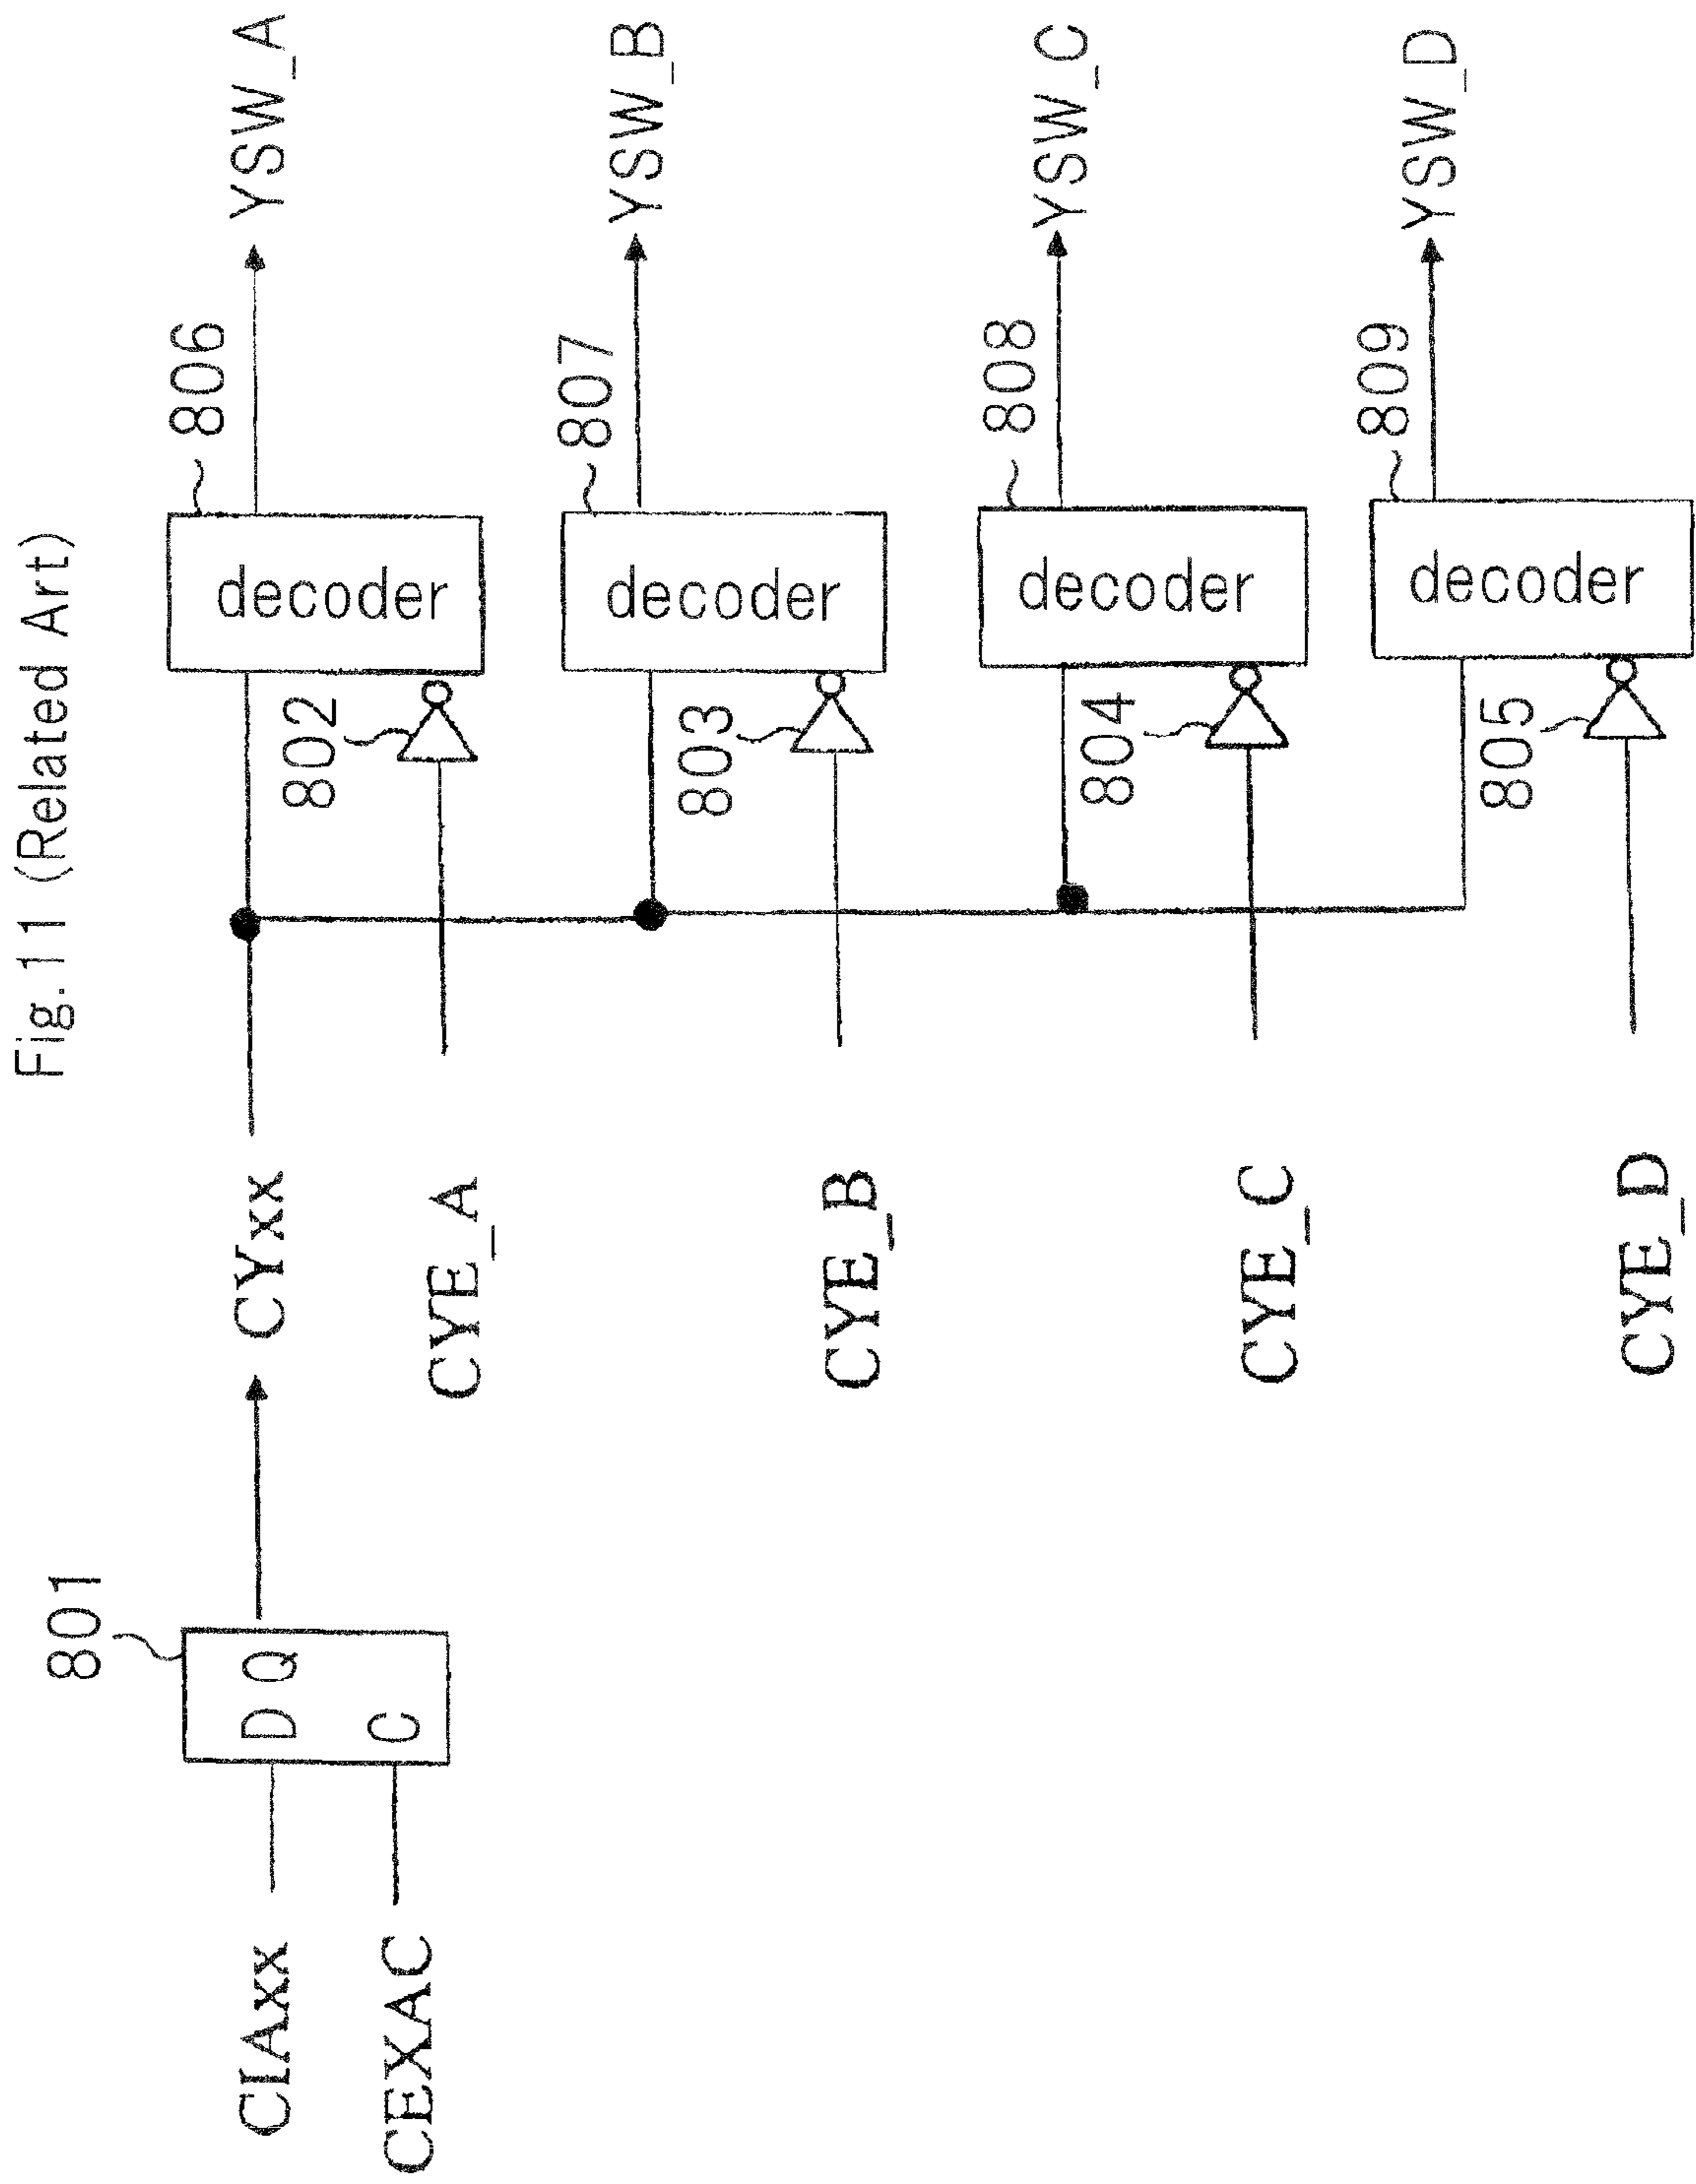 Fig.11 (Related Art)
801
CIAxx
D Q
CYxx
CEXAC
C
806
decoder
YSW_A
802
CYE_A
807
decoder
YSW_B
803
CYE_B
808
decoder
YSW_C
804
CYE_C
809
decoder
YSW_D
805
CYE_D